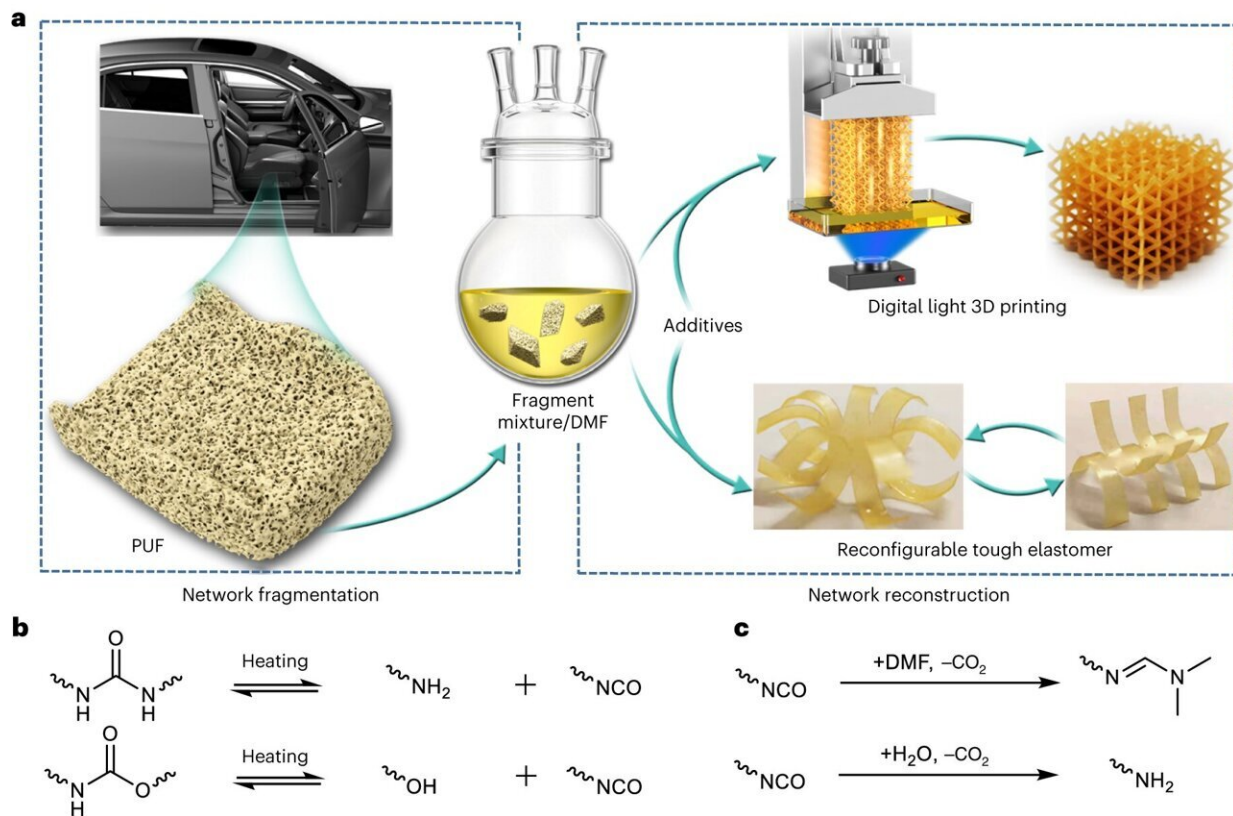 a
Fragment
mixture/DMF
PUF
Network fragmentation
Additives
Digital light 3D printing
Reconfigurable tough elastomer
Network reconstruction
b
O
N
H
N
H
Heating
NH₂
+
NCO
O
N
H
O
Heating
OH
+
NCO
c
NCO
+DMF, −CO₂
N
N
NCO
+H₂O, −CO₂
NH₂